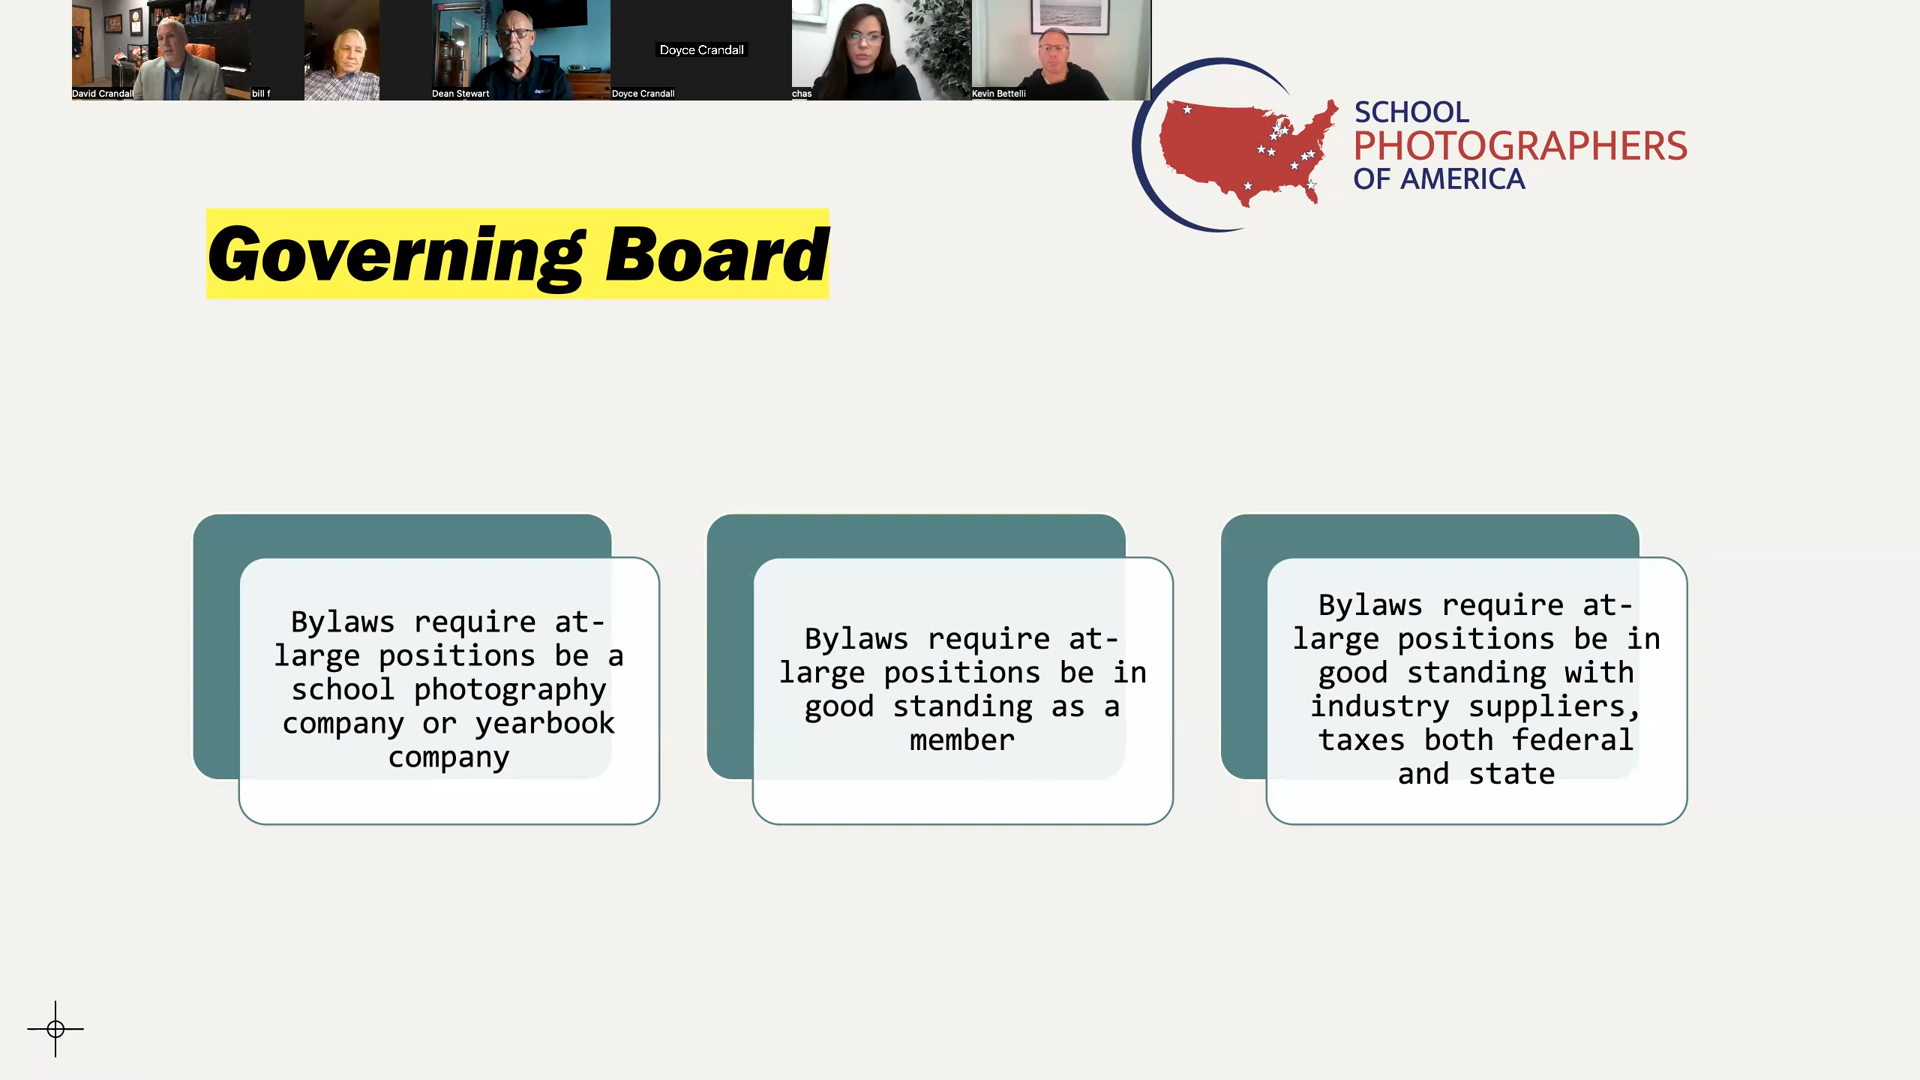 Doyce Crandall
David Crandall
bill f
Dean Stewart
Doyce Crandall
chas
Kevin Bettelli
SCHOOL
PHOTOGRAPHERS
OF AMERICA
Governing Board
Bylaws require at-
large positions be a
school photography
company or yearbook
company
Bylaws require at-
large positions be in
good standing as a
member
Bylaws require at-
large positions be in
good standing with
industry suppliers,
taxes both federal
and state